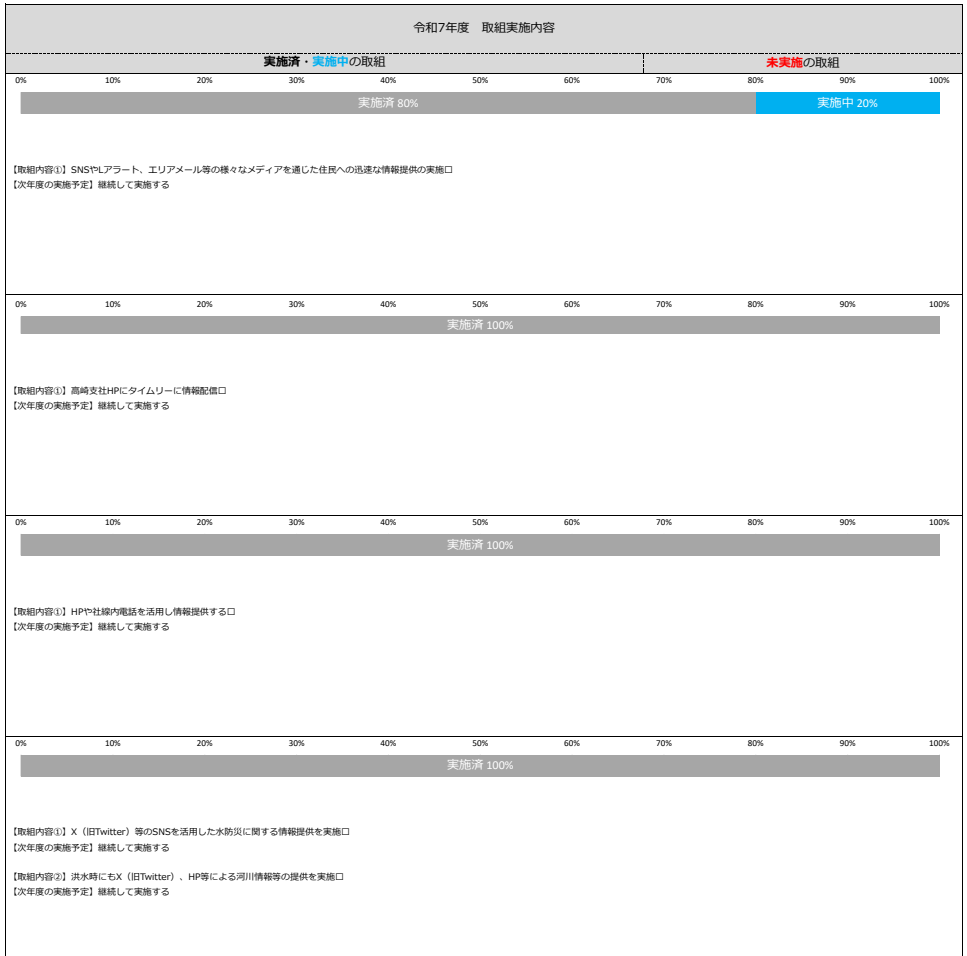 令和7年度　取組実施内容
実施済・実施中の取組
未実施の取組
0% 10% 20% 30% 40% 50% 60% 70% 80% 90% 100%
実施済 80% 実施中 20%
【取組内容①】SNSやLアラート、エリアメール等の様々なメディアを通じた住民への迅速な情報提供の実施口
【次年度の実施予定】継続して実施する
0% 10% 20% 30% 40% 50% 60% 70% 80% 90% 100%
実施済 100%
【取組内容①】高崎支社HPにタイムリーに情報配信口
【次年度の実施予定】継続して実施する
0% 10% 20% 30% 40% 50% 60% 70% 80% 90% 100%
実施済 100%
【取組内容①】HPや社線内電話を活用し情報提供する口
【次年度の実施予定】継続して実施する
0% 10% 20% 30% 40% 50% 60% 70% 80% 90% 100%
実施済 100%
【取組内容①】X（旧Twitter）等のSNSを活用した水防災に関する情報提供を実施口
【次年度の実施予定】継続して実施する
【取組内容②】洪水時にもX（旧Twitter）、HP等による河川情報等の提供を実施口
【次年度の実施予定】継続して実施する